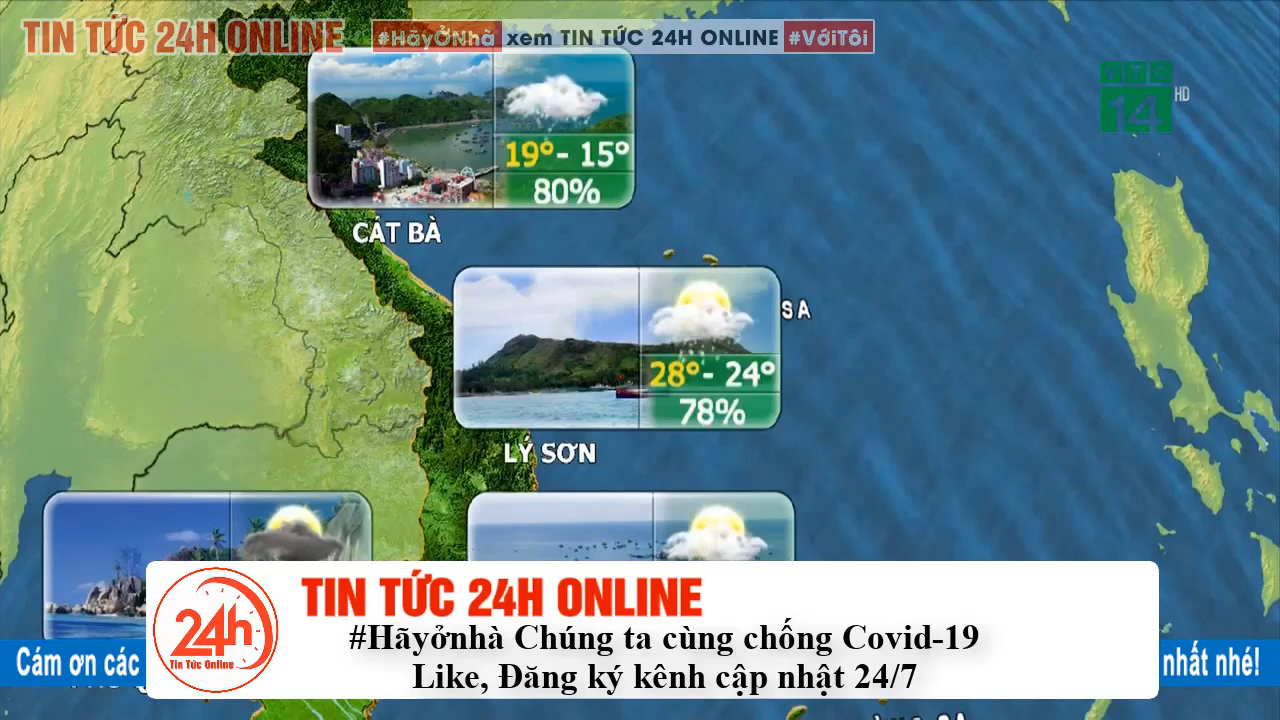 TIN TỨC 24H ONLINE
#HãyỞNhà xem TIN TỨC 24H ONLINE #VớiTôi
VTC
14 HD
19° - 15°
80%
CÁT BÀ
SA
28° - 24°
78%
LÝ SƠN
TIN TỨC 24H ONLINE
24h
Tin Tức Online
#Hãyởnhà Chúng ta cùng chống Covid-19
Like, Đăng ký kênh cập nhật 24/7
Cám ơn các
nhất nhé!